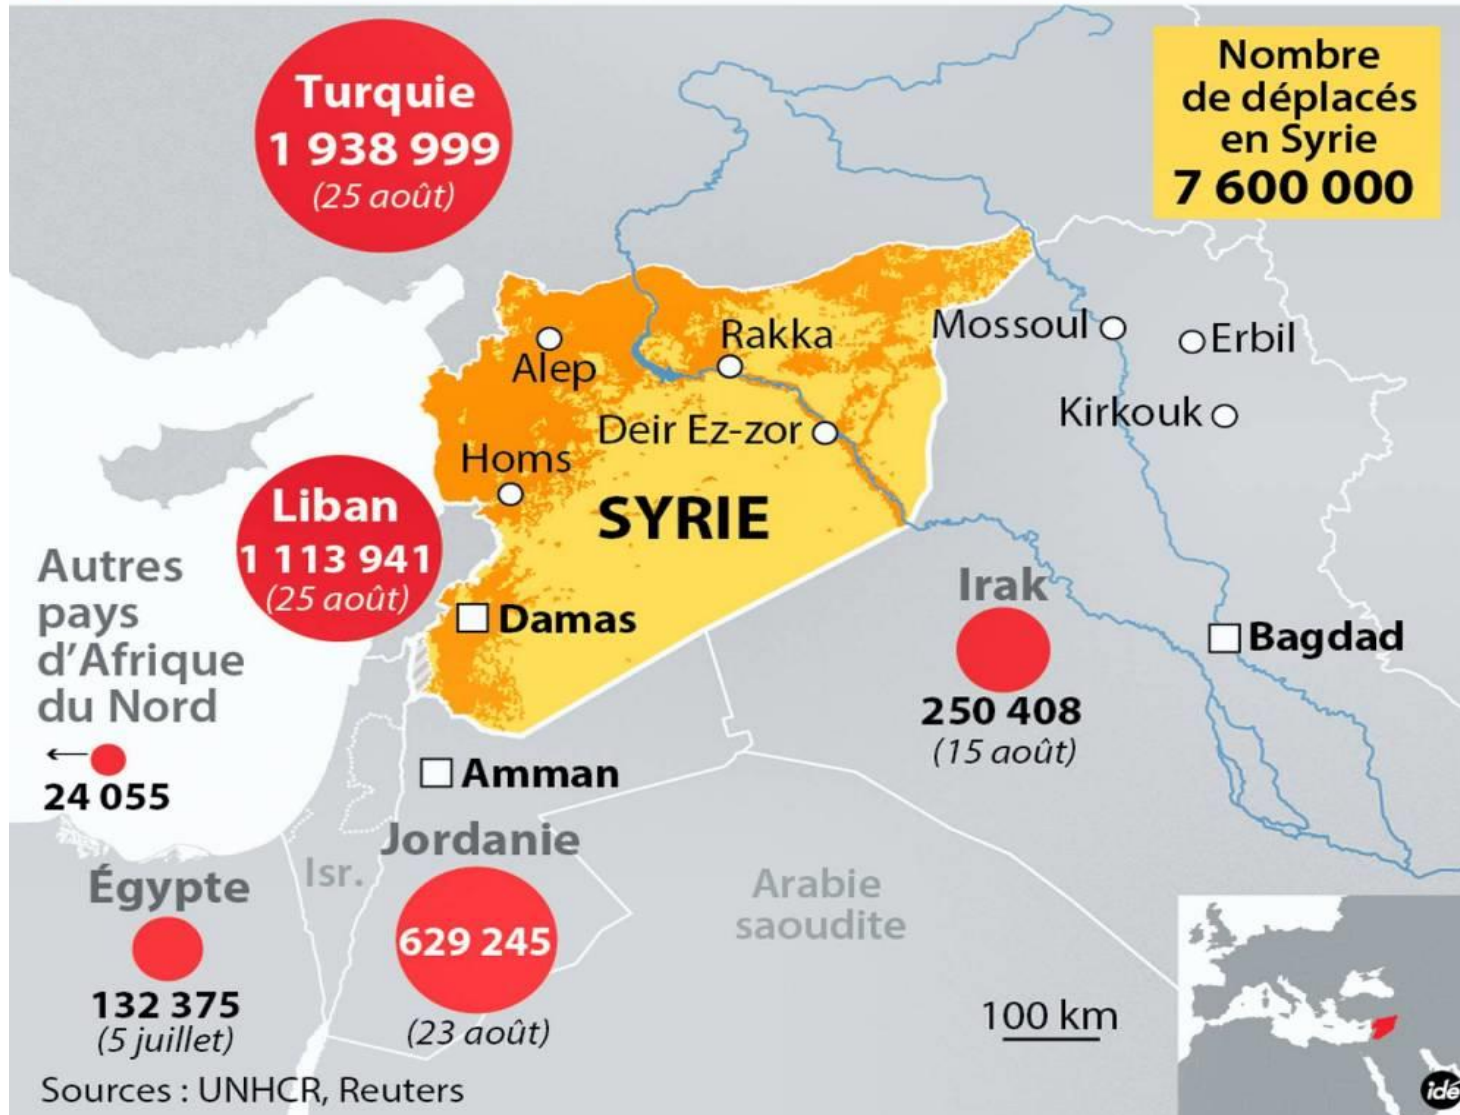 Turquie
1 938 999
(25 août)
Nombre
de déplacés
en Syrie
7 600 000
Alep
Rakka
Mossoul
Erbil
Kirkouk
Deir Ez-zor
Homs
SYRIE
Liban
1 113 941
(25 août)
Autres
pays
d'Afrique
du Nord
24 055
Damas
Irak
250 408
(15 août)
Bagdad
Amman
Jordanie
629 245
(23 août)
Isr.
Égypte
132 375
(5 juillet)
Arabie
saoudite
100 km
Sources : UNHCR, Reuters
idé